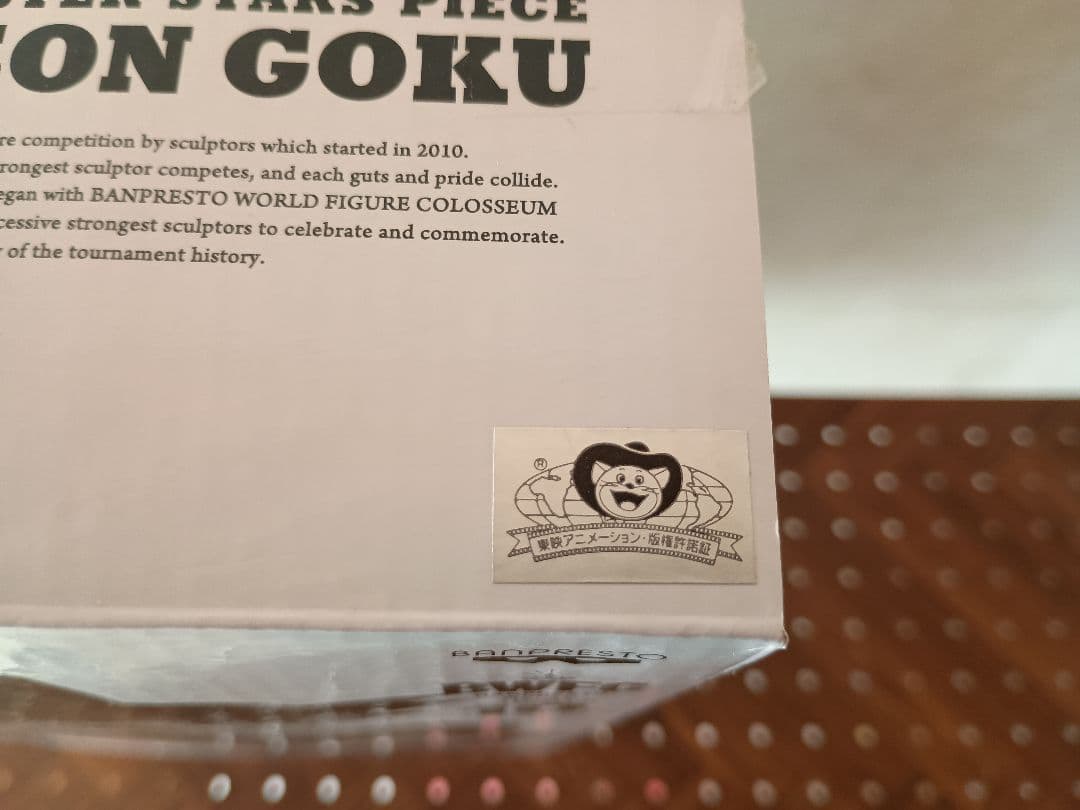 STARS PIECE
ON GOKU
re competition by sculptors which started in 2010.
rongest sculptor competes, and each guts and pride collide.
egan with BANPRESTO WORLD FIGURE COLOSSEUM
cessive strongest sculptors to celebrate and commemorate.
of the tournament history.
®
東映アニメーション・版権許諾証
BANPRESTO